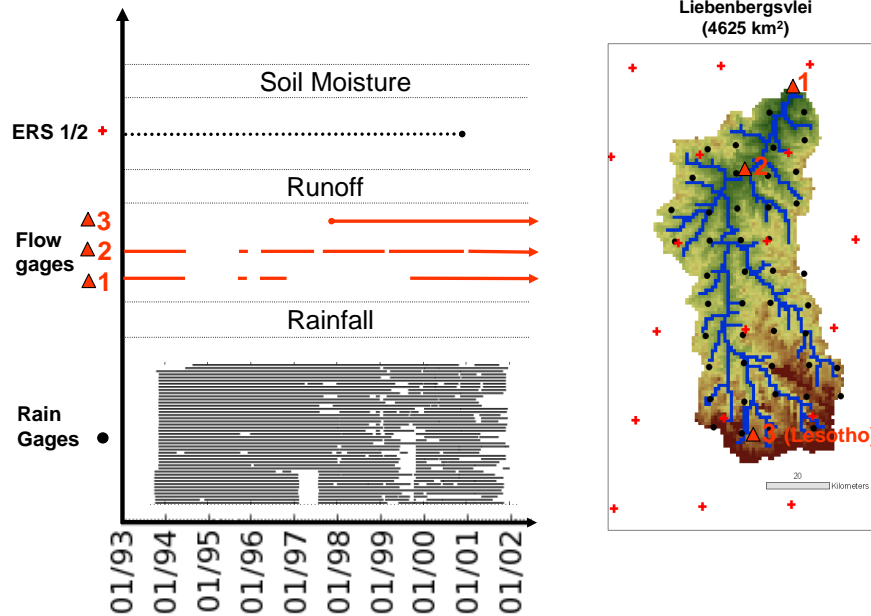 Liebenbergsvlei
(4625 km²)
Soil Moisture
ERS 1/2
Runoff
3
Flow
gages
2
1
Rainfall
Rain
Gages
01/93
01/94
01/95
01/96
01/97
01/98
01/99
01/00
01/01
01/02
1
2
3 (Lesotho)
20
Kilometers